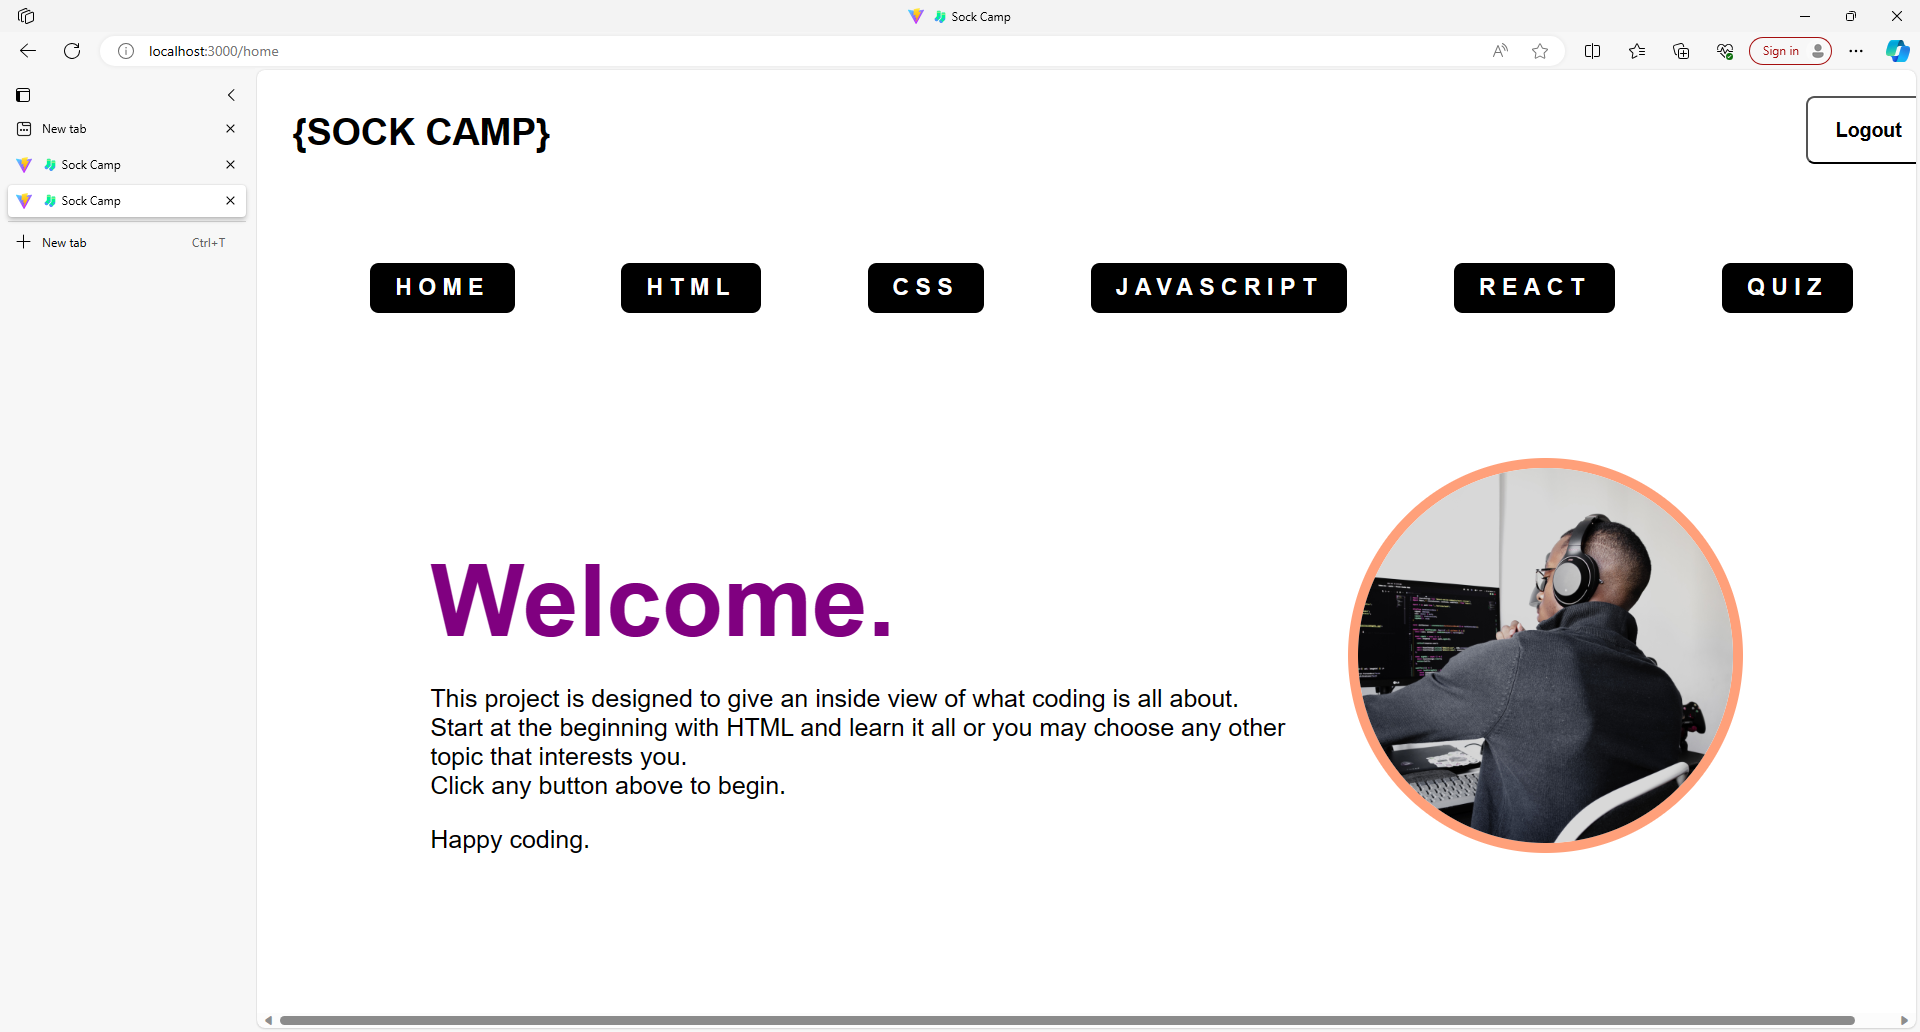 Sock Camp
localhost:3000/home
Sign in
New tab
Sock Camp
Sock Camp
New tab Ctrl+T
{SOCK CAMP}
Logout
HOME HTML CSS JAVASCRIPT REACT QUIZ
Welcome.
This project is designed to give an inside view of what coding is all about.
Start at the beginning with HTML and learn it all or you may choose any other
topic that interests you.
Click any button above to begin.
Happy coding.